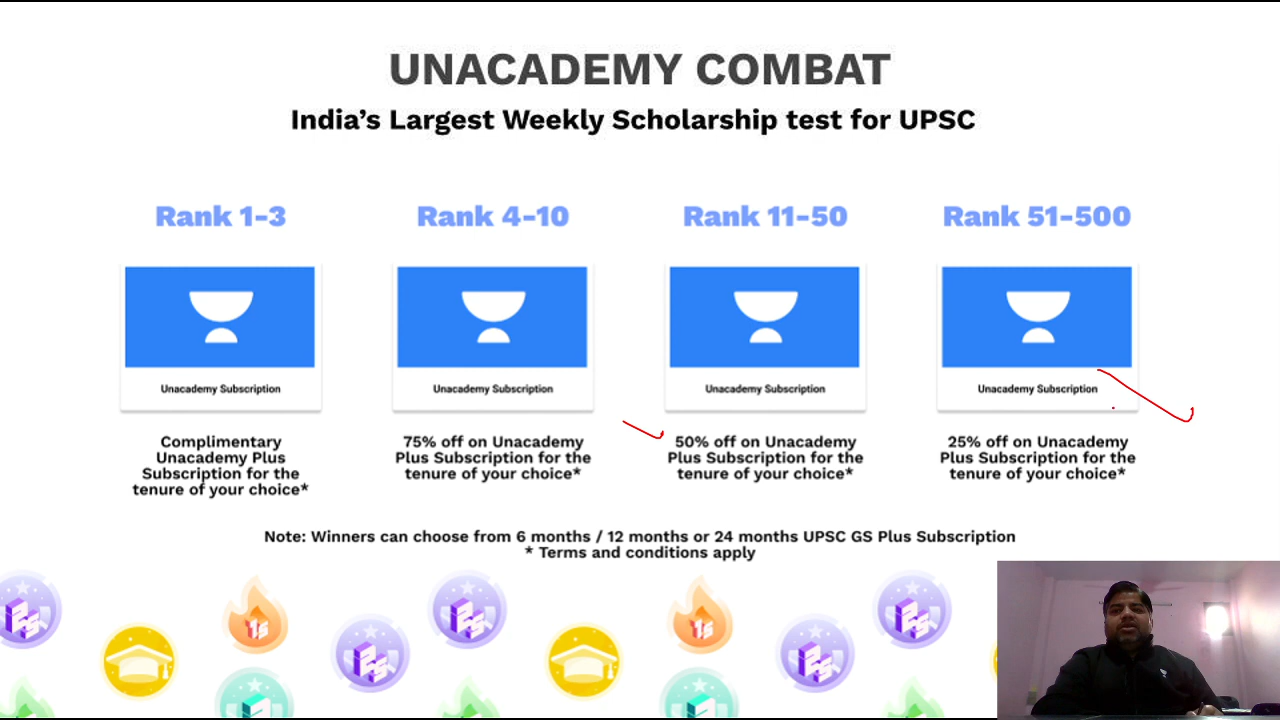 UNACADEMY COMBAT
India's Largest Weekly Scholarship test for UPSC
Rank 1-3
Rank 4-10
Rank 11-50
Rank 51-500
Unacademy Subscription
Unacademy Subscription
Unacademy Subscription
Unacademy Subscription
Complimentary
Unacademy Plus
Subscription for the
tenure of your choice*
75% off on Unacademy
Plus Subscription for the
tenure of your choice*
50% off on Unacademy
Plus Subscription for the
tenure of your choice*
25% off on Unacademy
Plus Subscription for the
tenure of your choice*
Note: Winners can choose from 6 months / 12 months or 24 months UPSC GS Plus Subscription
* Terms and conditions apply